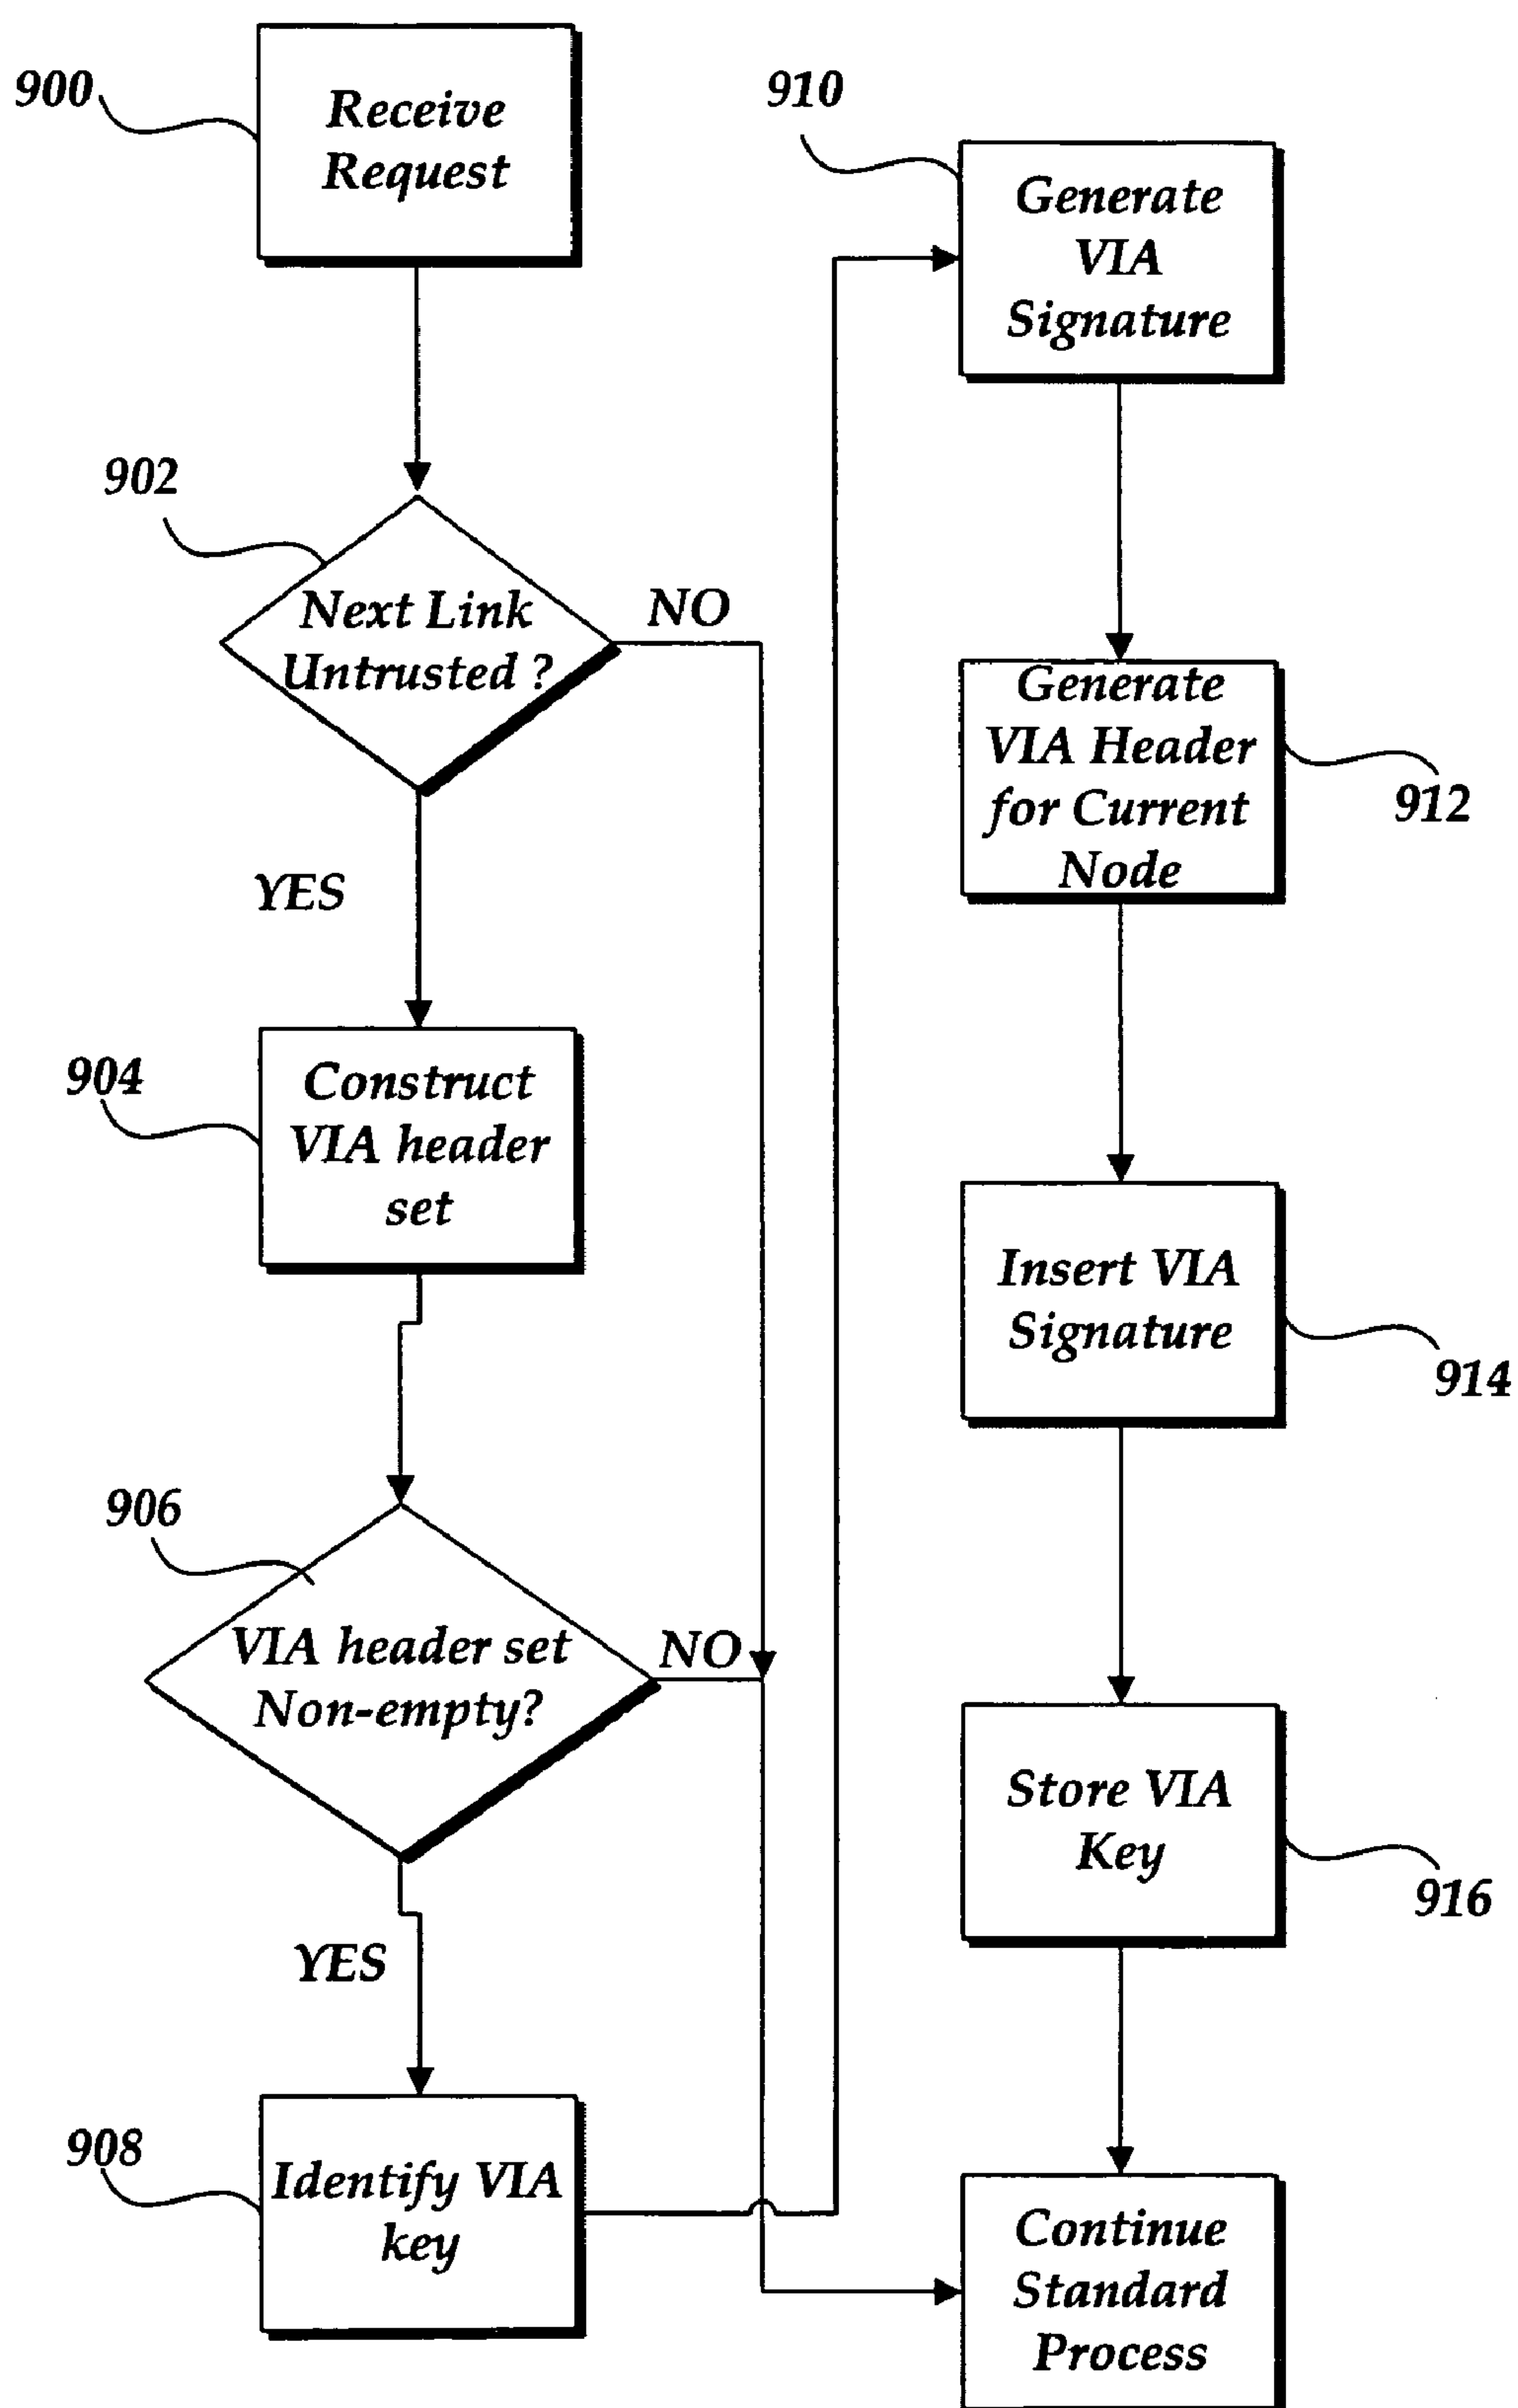 900
Receive
Request
902
Next Link
Untrusted ?
NO
YES
904
Construct
VIA header
set
906
VIA header set
Non-empty?
NO
YES
908
Identify VIA
key
910
Generate
VIA
Signature
Generate
VIA Header
for Current
Node
912
Insert VIA
Signature
914
Store VIA
Key
916
Continue
Standard
Process